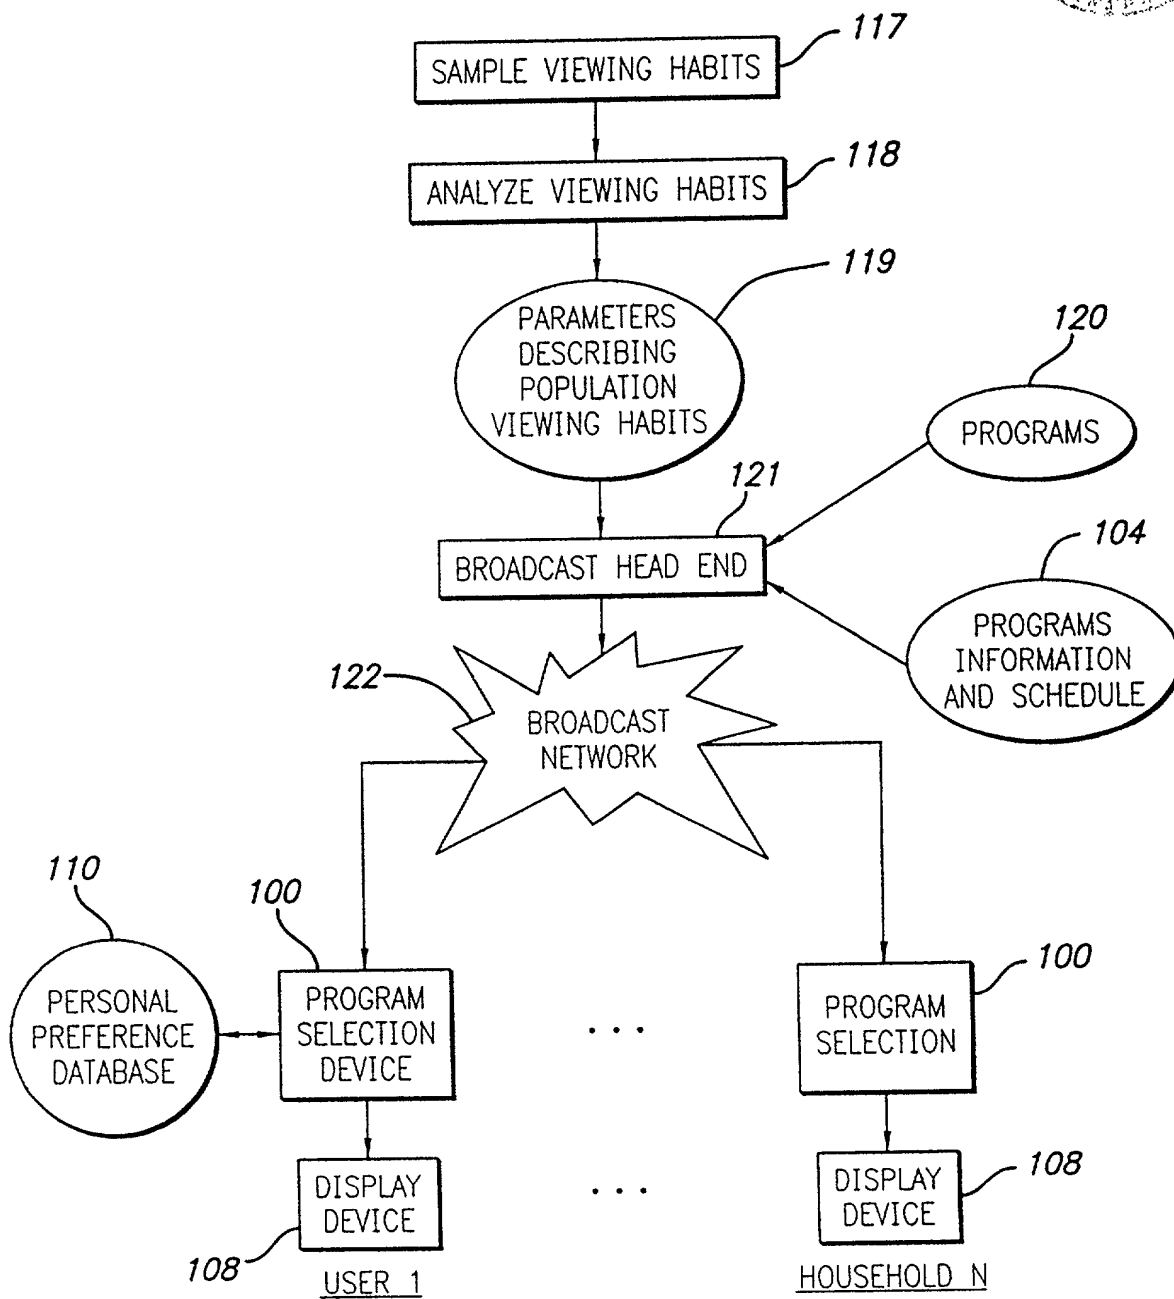 117
SAMPLE VIEWING HABITS
118
ANALYZE VIEWING HABITS
119
PARAMETERS
DESCRIBING
POPULATION
VIEWING HABITS
120
PROGRAMS
121
BROADCAST HEAD END
104
PROGRAMS
INFORMATION
AND SCHEDULE
122
BROADCAST
NETWORK
110
PERSONAL
PREFERENCE
DATABASE
100
PROGRAM
SELECTION
DEVICE
...
100
PROGRAM
SELECTION
DISPLAY
DEVICE
108
USER 1
...
DISPLAY
DEVICE
108
HOUSEHOLD N